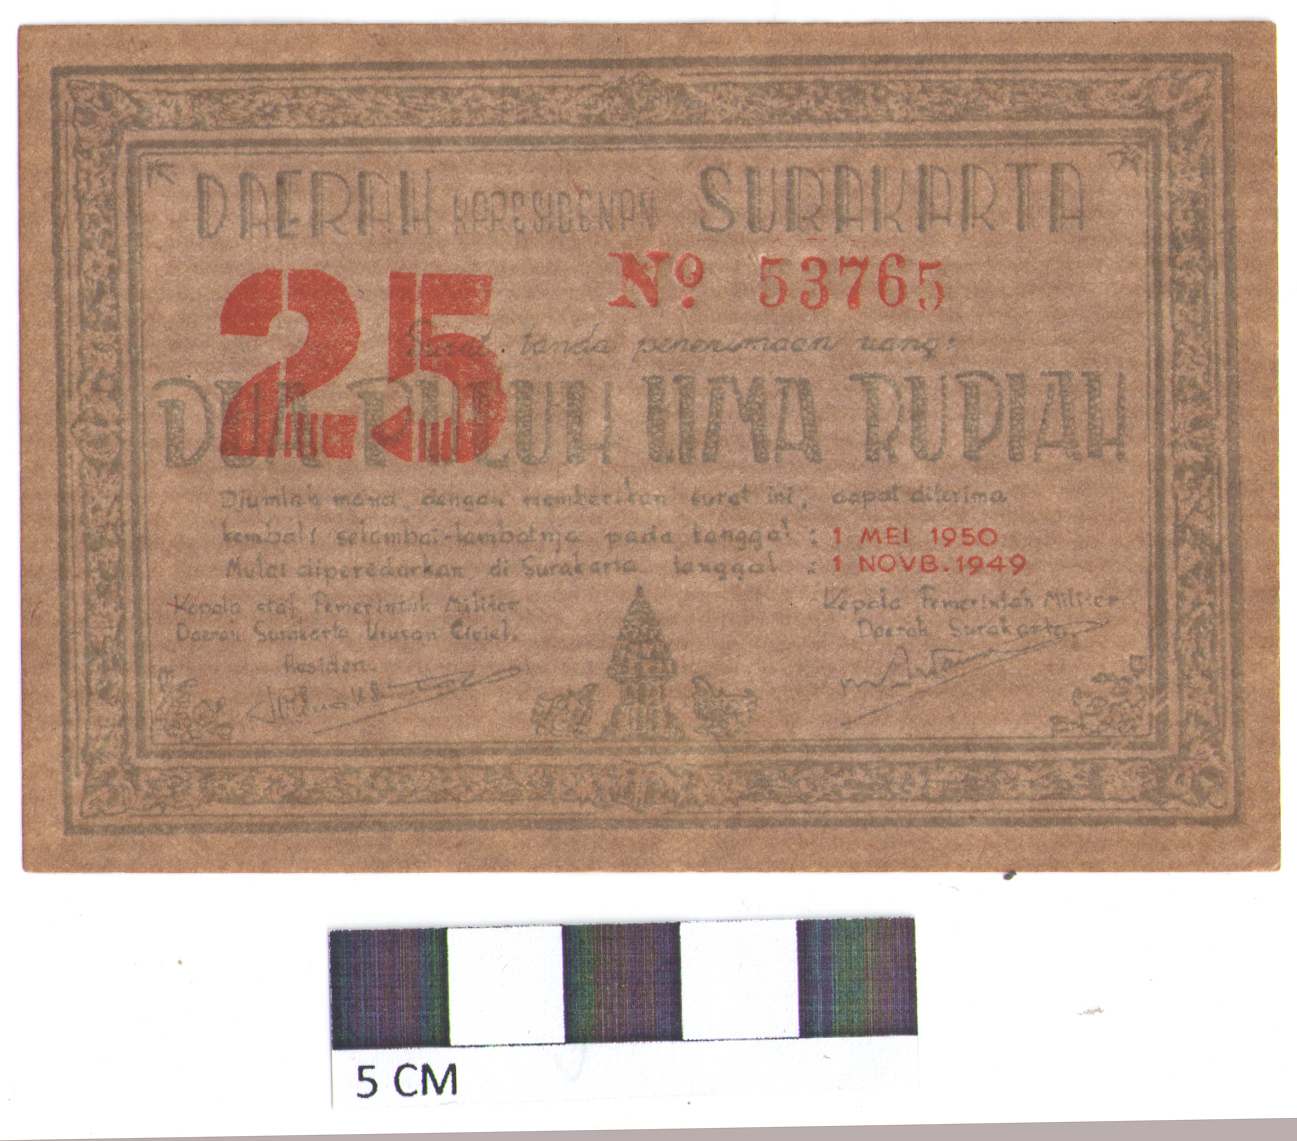 DAERAH KARESIDENAN SURAKARTA
25
Nº 53765
Surat tanda penerimaan uang:
DUA PULUH LIMA RUPIAH
Djumlah mana, dengan memberikan surat ini, dapat diterima
kembali selambat-lambatnja pada tanggal : 1 MEI 1950
Mulai diperedarkan di Surakarta tanggal : 1 NOVB. 1949
Kepala staf Pemerintah Militer
Daerah Surakarta Urusan Civiel.
Residen.
Kepala Pemerintah Militer
Daerah Surakarta.
5 CM